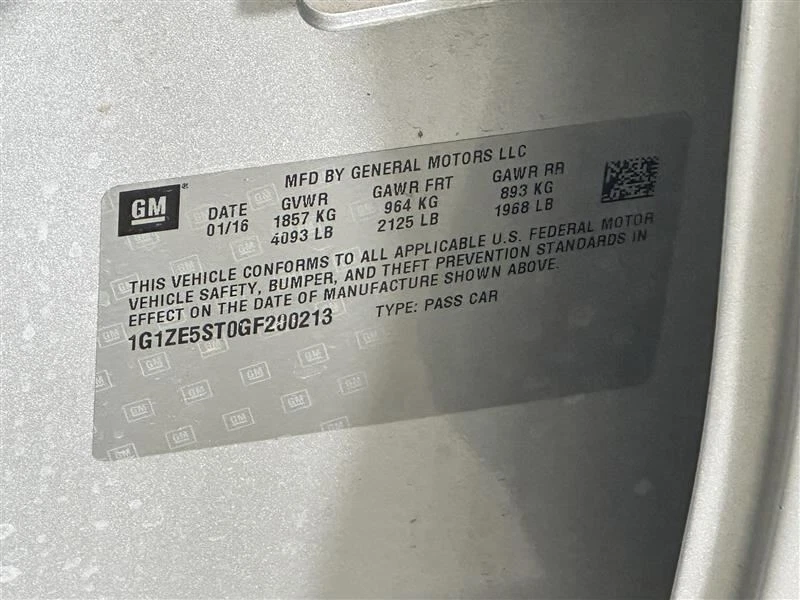 GM
MFD BY GENERAL MOTORS LLC
DATE GVWR GAWR FRT GAWR RR
01/16 1857 KG 964 KG 893 KG
4093 LB 2125 LB 1968 LB
THIS VEHICLE CONFORMS TO ALL APPLICABLE U.S. FEDERAL MOTOR
VEHICLE SAFETY, BUMPER, AND THEFT PREVENTION STANDARDS IN
EFFECT ON THE DATE OF MANUFACTURE SHOWN ABOVE.
1G1ZE5ST0GF200213 TYPE: PASS CAR